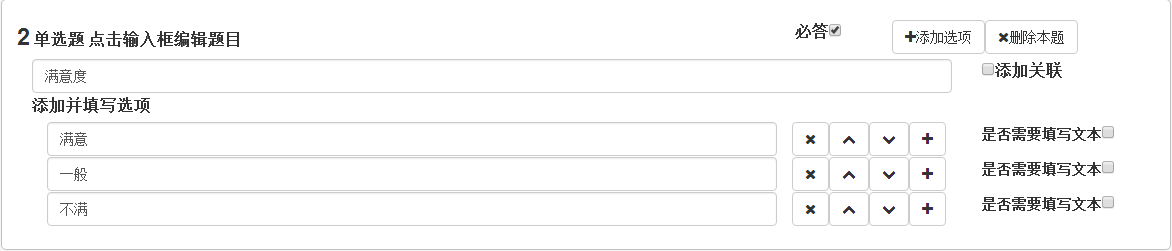 2 单选题 点击输入框编辑题目 必答 添加选项 删除本题
满意度 添加关联
添加并填写选项
满意 是否需要填写文本
一般 是否需要填写文本
不满 是否需要填写文本